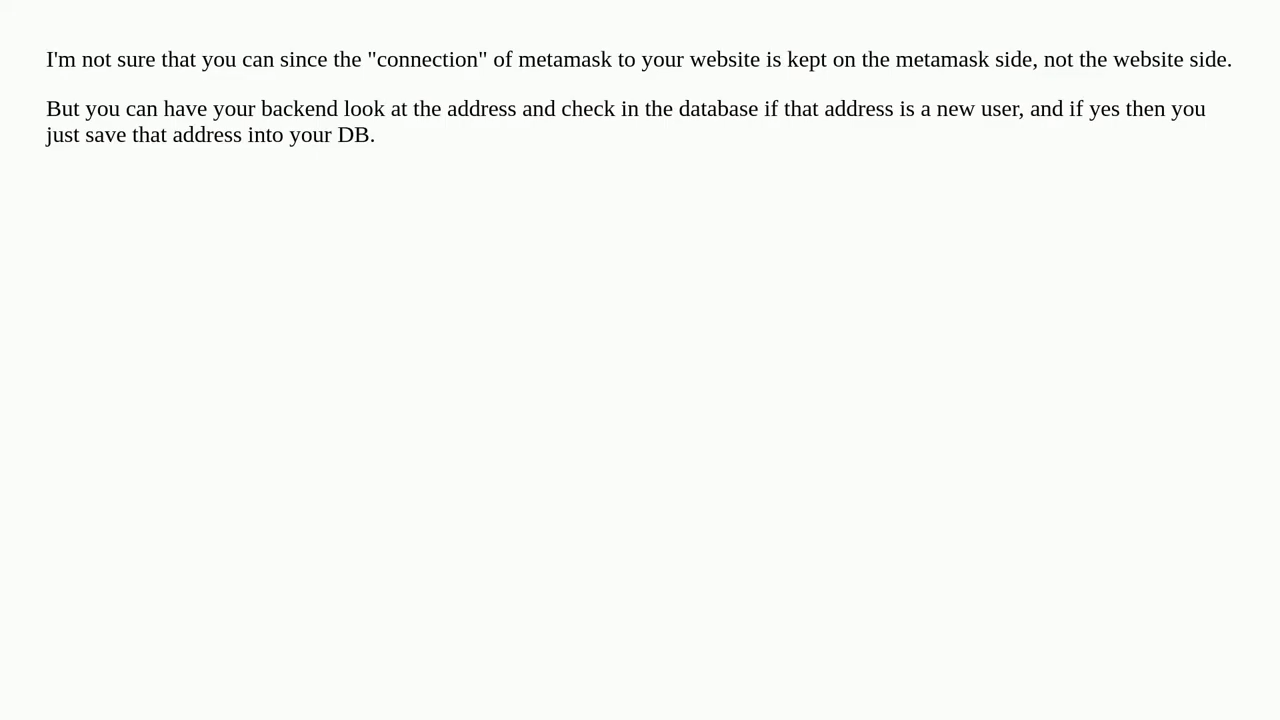 I'm not sure that you can since the "connection" of metamask to your website is kept on the metamask side, not the website side.
But you can have your backend look at the address and check in the database if that address is a new user, and if yes then you
just save that address into your DB.